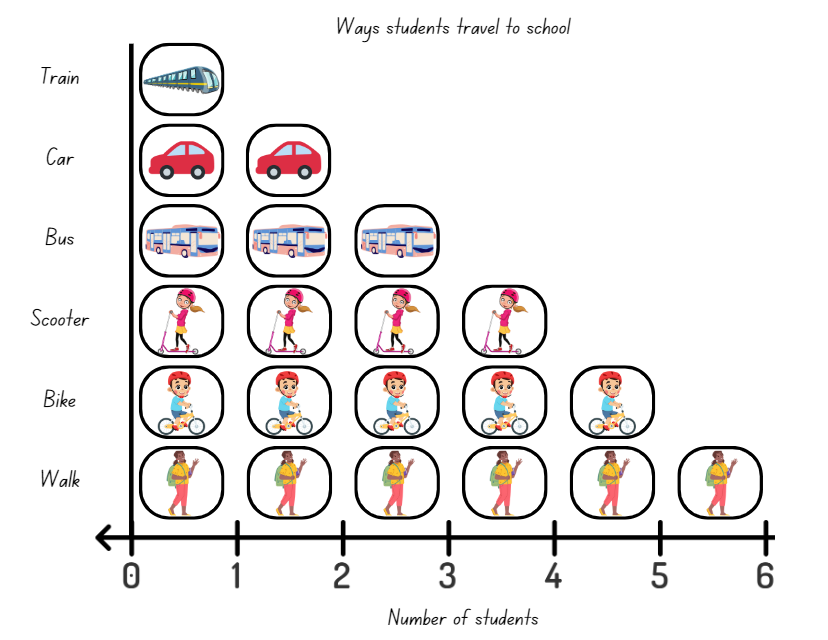 Ways students travel to school
Train
Car
Bus
Scooter
Bike
Walk
0 1 2 3 4 5 6
Number of students